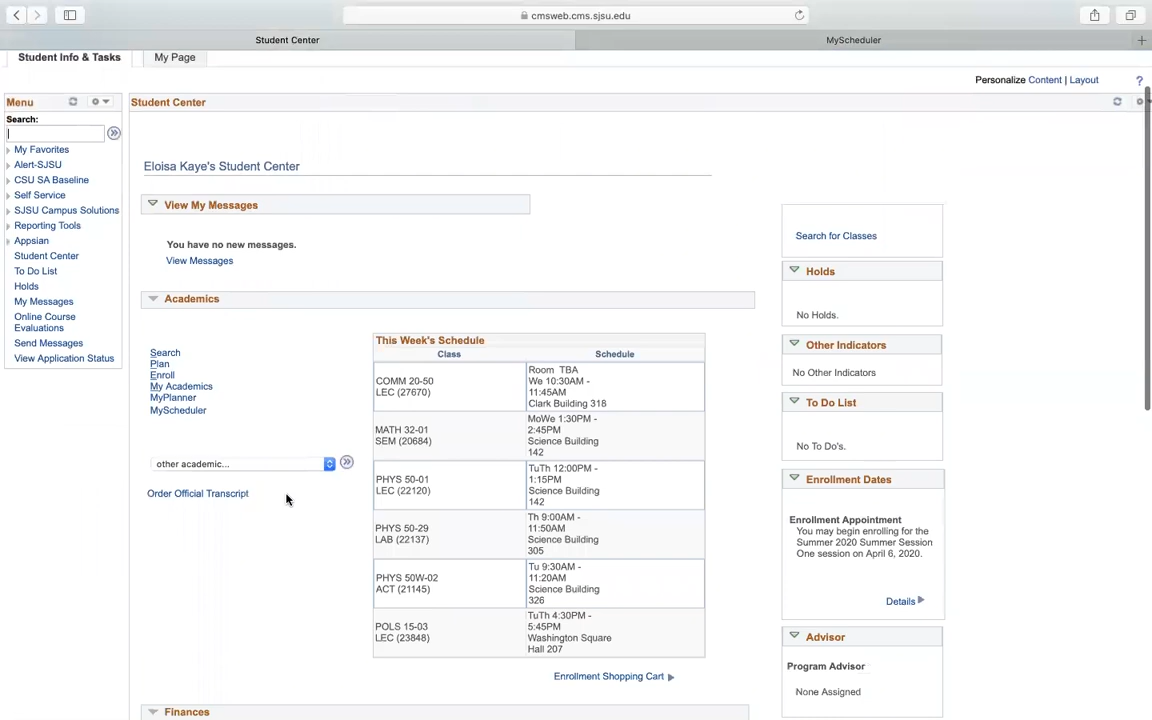 cmsweb.cms.sjsu.edu
Student Center
MyScheduler
Student Info & Tasks
My Page
Personalize Content | Layout
?
Menu
Search:
My Favorites
Alert-SJSU
CSU SA Baseline
Self Service
SJSU Campus Solutions
Reporting Tools
Appsian
Student Center
To Do List
Holds
My Messages
Online Course
Evaluations
Send Messages
View Application Status
Student Center
Eloisa Kaye's Student Center
View My Messages
You have no new messages.
View Messages
Academics
Search
Plan
Enroll
My Academics
MyPlanner
MyScheduler
other academic...
Order Official Transcript
This Week's Schedule
Class
Schedule
COMM 20-50
LEC (27670)
Room TBA
We 10:30AM -
11:45AM
Clark Building 318
MATH 32-01
SEM (20684)
MoWe 1:30PM -
2:45PM
Science Building
142
PHYS 50-01
LEC (22120)
TuTh 12:00PM -
1:15PM
Science Building
142
PHYS 50-29
LAB (22137)
Th 9:00AM -
11:50AM
Science Building
305
PHYS 50W-02
ACT (21145)
Tu 9:30AM -
11:20AM
Science Building
326
POLS 15-03
LEC (23848)
TuTh 4:30PM -
5:45PM
Washington Square
Hall 207
Enrollment Shopping Cart
Finances
Search for Classes
Holds
No Holds.
Other Indicators
No Other Indicators
To Do List
No To Do's.
Enrollment Dates
Enrollment Appointment
You may begin enrolling for the
Summer 2020 Summer Session
One session on April 6, 2020.
Details
Advisor
Program Advisor
None Assigned